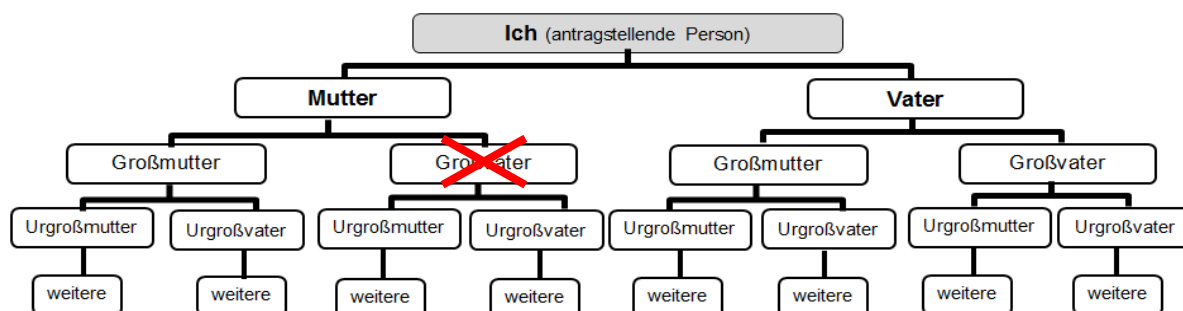 Ich (antragstellende Person)
Mutter Vater
Großmutter Großvater Großmutter Großvater
Urgroßmutter Urgroßvater Urgroßmutter Urgroßvater Urgroßmutter Urgroßvater Urgroßmutter Urgroßvater
weitere weitere weitere weitere weitere weitere weitere weitere